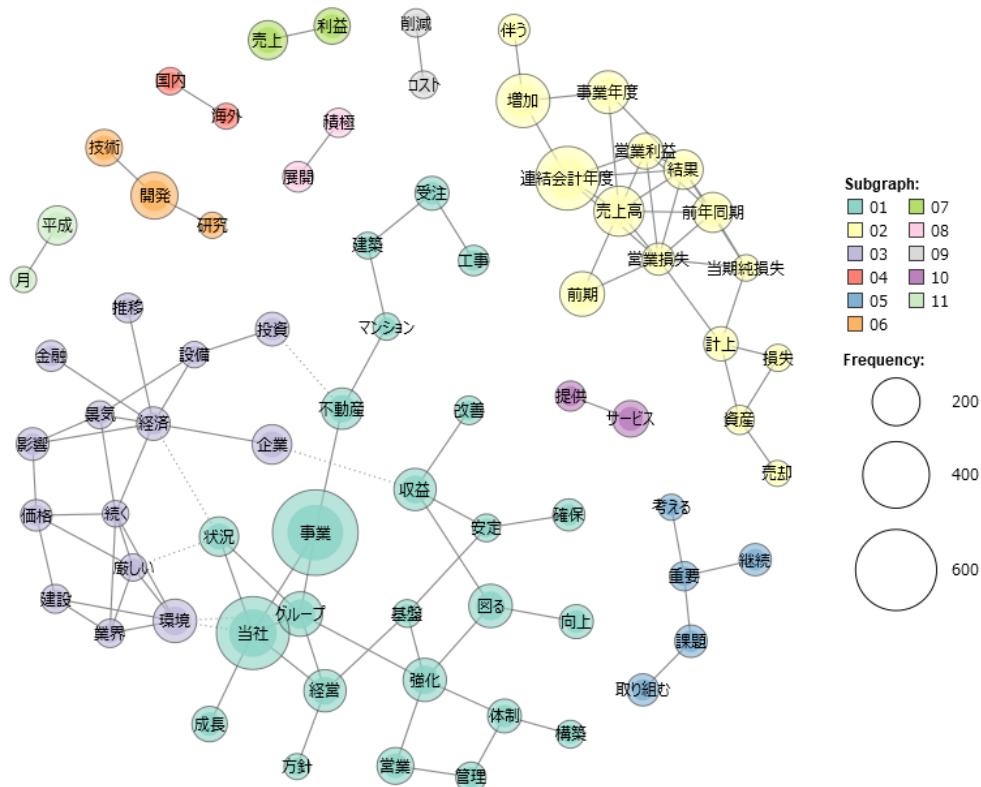 伴う
利益
削減
売上
国内
コスト
事業年度
増加
海外
積極
技術
営業利益
結果
展開
連結会計年度
受注
開発
売上高
前年同期
平成
研究
建築
工事
営業損失
当期純損失
月
前期
推移
投資
マンション
計上
金融
設備
損失
不動産
改善
提供
サービス
資産
景気
経済
影響
企業
売却
収益
価格
続く
考える
安定
確保
状況
事業
厳しい
継続
重要
建設
環境
業界
当社
グループ
基盤
図る
向上
課題
経営
強化
取り組む
成長
体制
構築
方針
営業
管理
Subgraph:
01
02
03
04
05
06
07
08
09
10
11
Frequency:
200
400
600